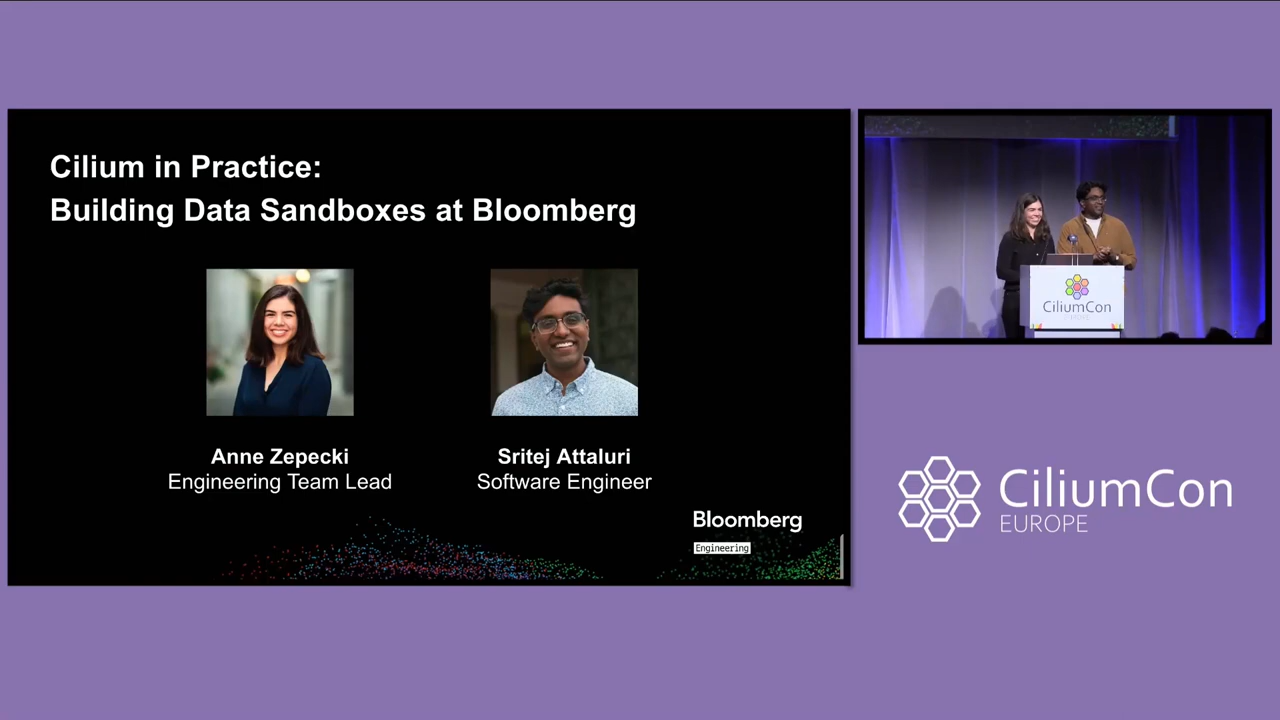 Cilium in Practice:
Building Data Sandboxes at Bloomberg
Anne Zepecki
Engineering Team Lead
Sritej Attaluri
Software Engineer
Bloomberg
Engineering
CiliumCon
EUROPE
CiliumCon
EUROPE